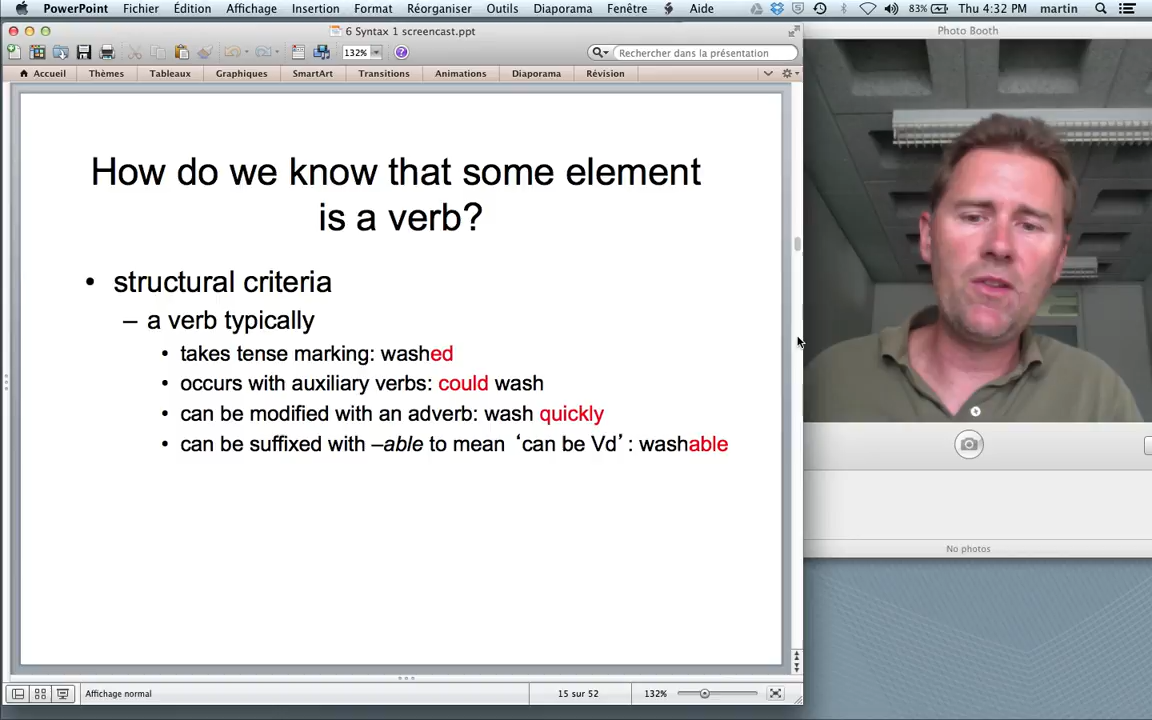 PowerPoint Fichier Édition Affichage Insertion Format Réorganiser Outils Diaporama Fenêtre Aide 83% Thu 4:32 PM martin
6 Syntax 1 screencast.ppt
Photo Booth
132% Rechercher dans la présentation
Accueil Thèmes Tableaux Graphiques SmartArt Transitions Animations Diaporama Révision
How do we know that some element
is a verb?
• structural criteria
– a verb typically
• takes tense marking: washed
• occurs with auxiliary verbs: could wash
• can be modified with an adverb: wash quickly
• can be suffixed with –able to mean ‘can be Vd’: washable
No photos
Affichage normal 15 sur 52 132%